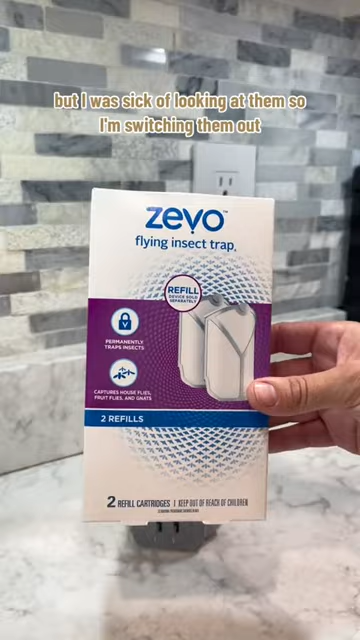 but I was sick of looking at them so
I'm switching them out
zevo™
flying insect trap
REFILL
DEVICE SOLD
SEPARATELY
PERMANENTLY
TRAPS INSECTS
CAPTURES HOUSE FLIES,
FRUIT FLIES, AND GNATS
2 REFILLS
2 REFILL CARTRIDGES | KEEP OUT OF REACH OF CHILDREN